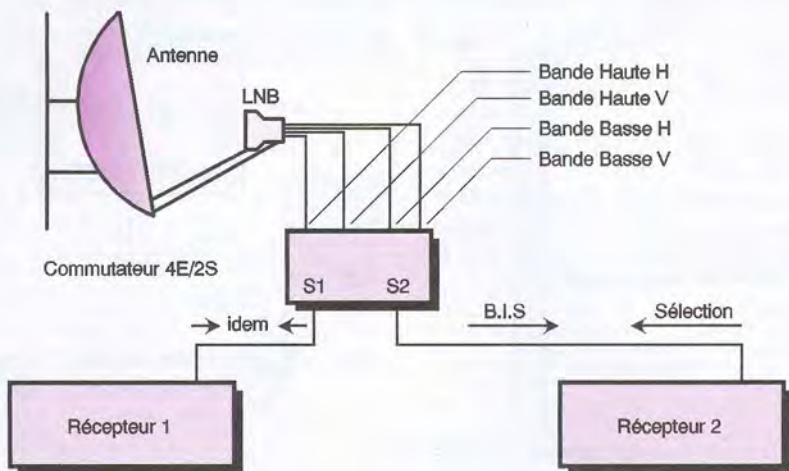 Antenne
LNB
Bande Haute H
Bande Haute V
Bande Basse H
Bande Basse V
Commutateur 4E/2S
S1
S2
idem
B.I.S
Sélection
Récepteur 1
Récepteur 2